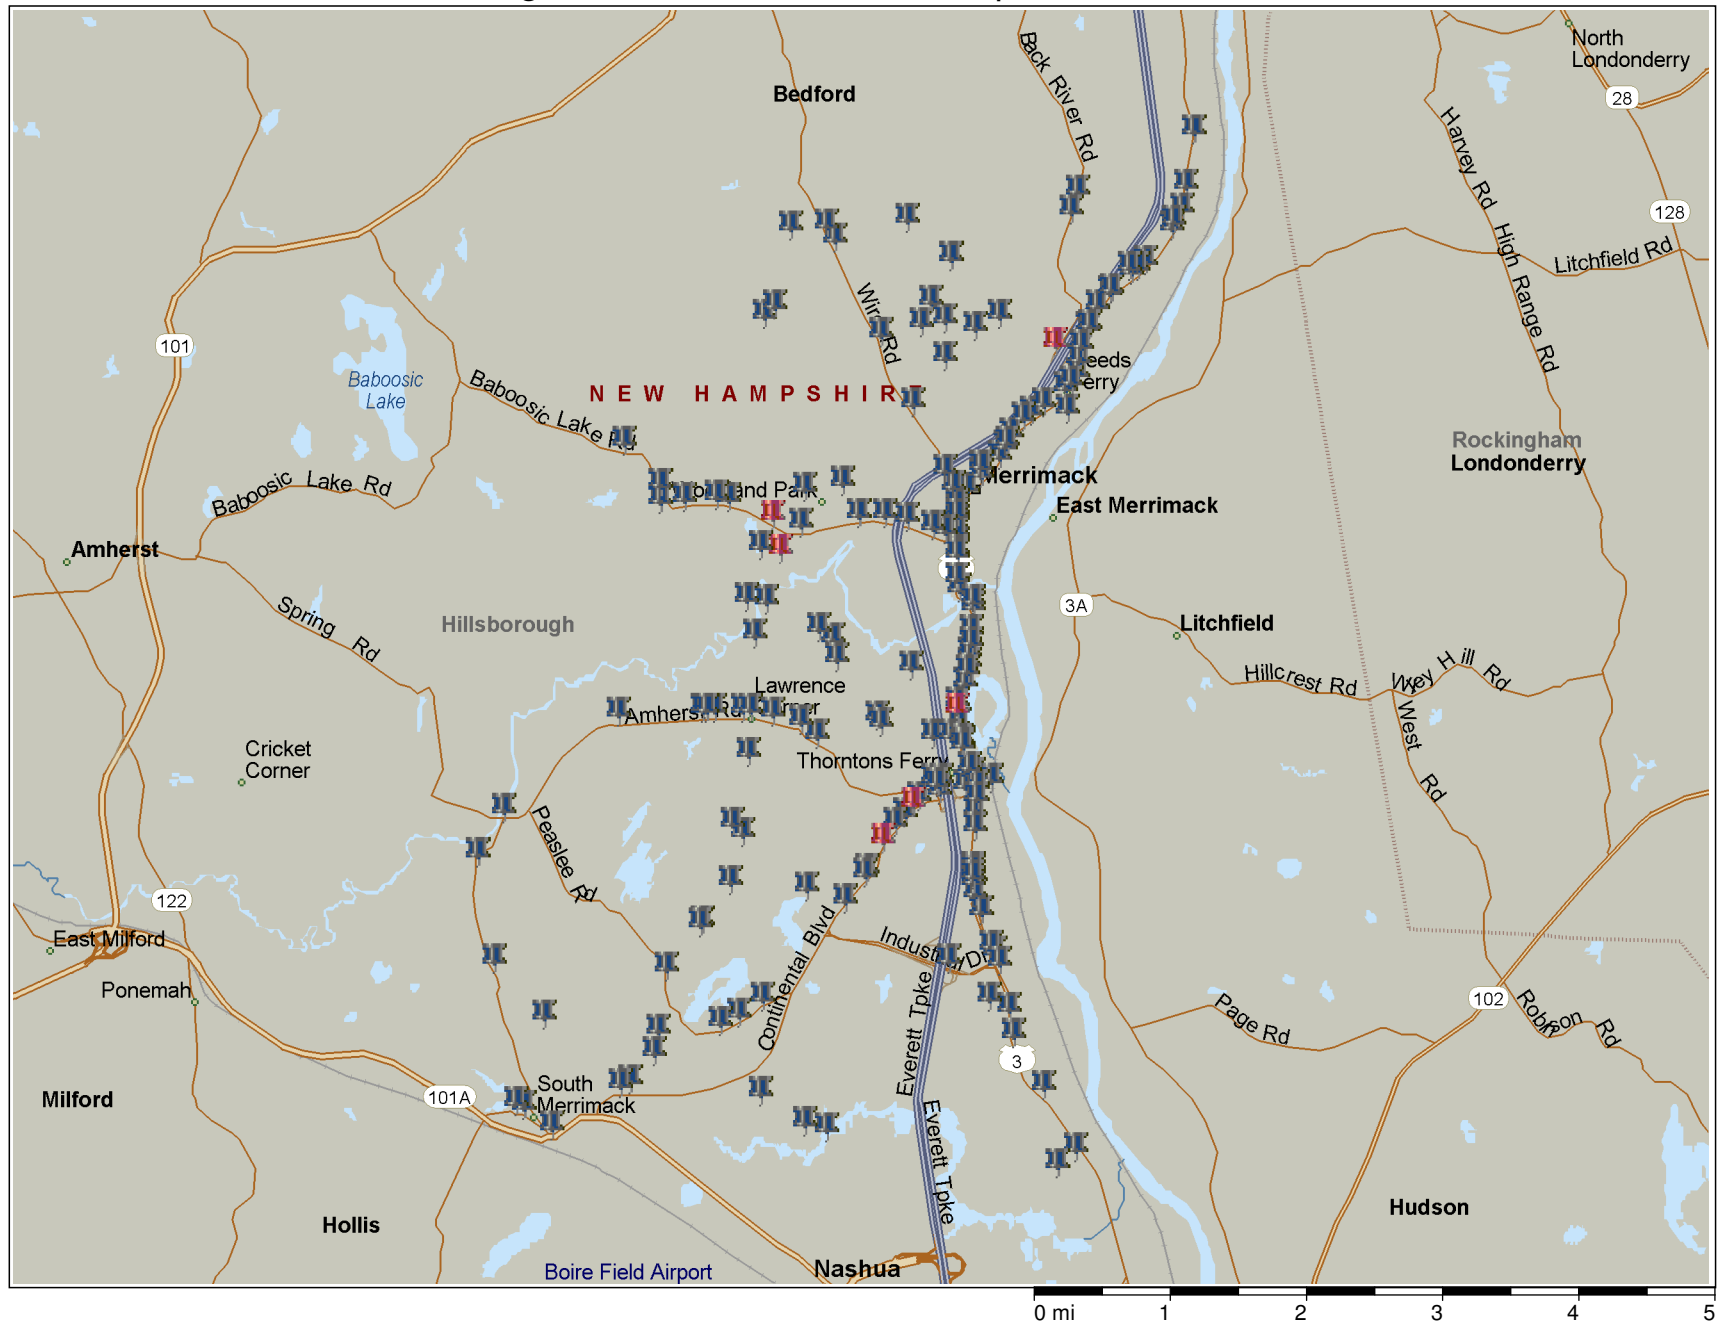 North
Londonderry
28
Bedford
Back River Rd
Harvey Rd
128
High Range Rd
Litchfield Rd
101
Baboosic
Lake
NEW HAMPSHIR
Baboosic Lake
Rockingham
Londonderry
Baboosic Lake Rd
Merrimack
East Merrimack
Amherst
3A
Spring Rd
Hillsborough
Litchfield
Hillcrest Rd
Hill Rd
West Rd
Lawrence
Amherst Rd
Cricket
Corner
Thorntons Ferry
Peaslee Rd
122
East Milford
Continental Blvd
Ponemah
Everett Tpke
102
Page Rd
Rd
3
101A
South
Merrimack
Milford
Everett Tpke
Hollis
Hudson
Nashua
Boire Field Airport
0 mi 1 2 3 4 5